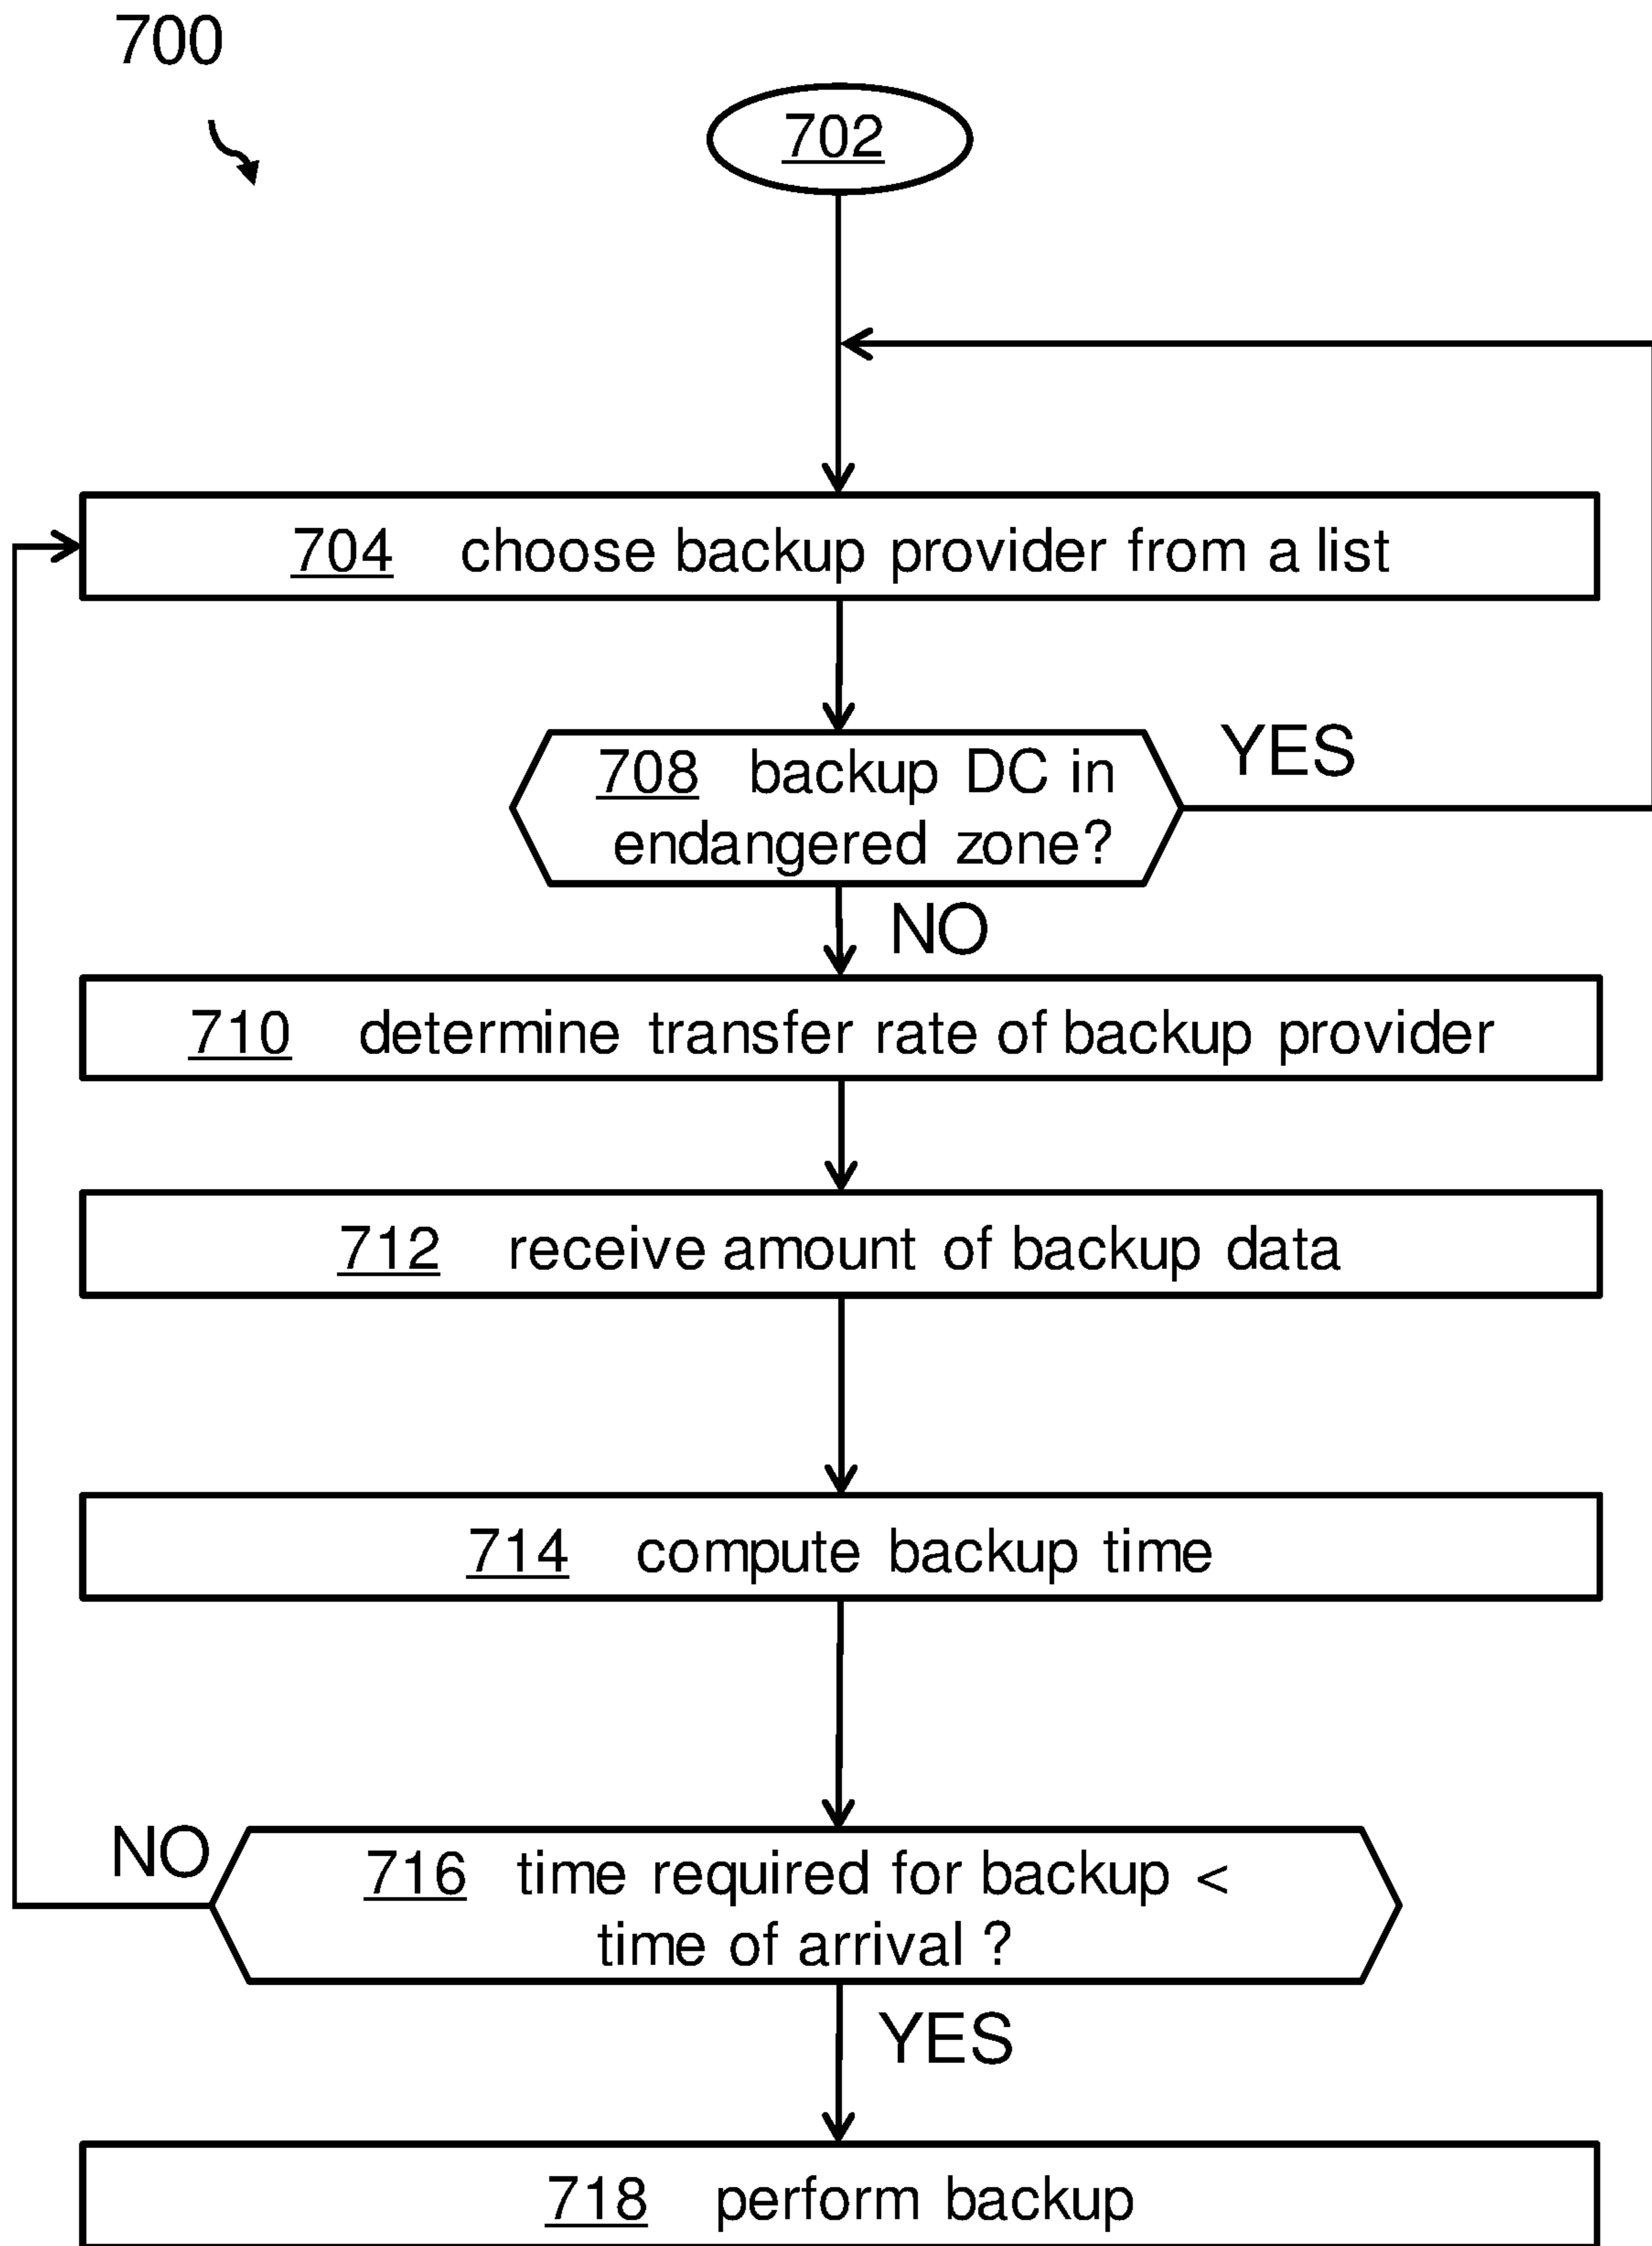 700
702
704 choose backup provider from a list
708 backup DC in
endangered zone?
YES
NO
710 determine transfer rate of backup provider
712 receive amount of backup data
714 compute backup time
NO
716 time required for backup <
time of arrival ?
YES
718 perform backup